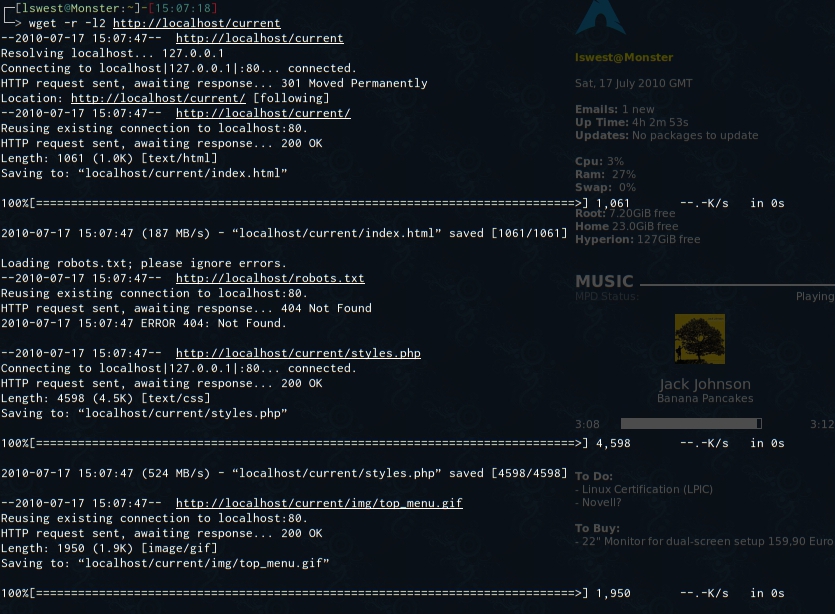 [lswest@Monster:~]-[15:07:18]
> wget -r -l2 http://localhost/current
--2010-07-17 15:07:47--  http://localhost/current
Resolving localhost... 127.0.0.1
Connecting to localhost|127.0.0.1|:80... connected.
HTTP request sent, awaiting response... 301 Moved Permanently
Location: http://localhost/current/ [following]
--2010-07-17 15:07:47--  http://localhost/current/
Reusing existing connection to localhost:80.
HTTP request sent, awaiting response... 200 OK
Length: 1061 (1.0K) [text/html]
Saving to: “localhost/current/index.html”
100%[=============================================================================>] 1,061       --.-K/s   in 0s
2010-07-17 15:07:47 (187 MB/s) - “localhost/current/index.html” saved [1061/1061]
Loading robots.txt; please ignore errors.
--2010-07-17 15:07:47--  http://localhost/robots.txt
Reusing existing connection to localhost:80.
HTTP request sent, awaiting response... 404 Not Found
2010-07-17 15:07:47 ERROR 404: Not Found.
--2010-07-17 15:07:47--  http://localhost/current/styles.php
Connecting to localhost|127.0.0.1|:80... connected.
HTTP request sent, awaiting response... 200 OK
Length: 4598 (4.5K) [text/css]
Saving to: “localhost/current/styles.php”
100%[=============================================================================>] 4,598       --.-K/s   in 0s
2010-07-17 15:07:47 (524 MB/s) - “localhost/current/styles.php” saved [4598/4598]
--2010-07-17 15:07:47--  http://localhost/current/img/top_menu.gif
Reusing existing connection to localhost:80.
HTTP request sent, awaiting response... 200 OK
Length: 1950 (1.9K) [image/gif]
Saving to: “localhost/current/img/top_menu.gif”
100%[=============================================================================>] 1,950       --.-K/s   in 0s
lswest@Monster
Sat, 17 July 2010 GMT
Emails: 1 new
Up Time: 4h 2m 53s
Updates: No packages to update
Cpu: 3%
Ram: 27%
Swap: 0%
Root: 7.20GiB free
Home 23.0GiB free
Hyperion: 127GiB free
MUSIC
MPD Status: Playing
Jack Johnson
Banana Pancakes
3:08 3:12
To Do:
- Linux Certification (LPIC)
- Novell?
To Buy:
- 22" Monitor for dual-screen setup 159,90 Euro